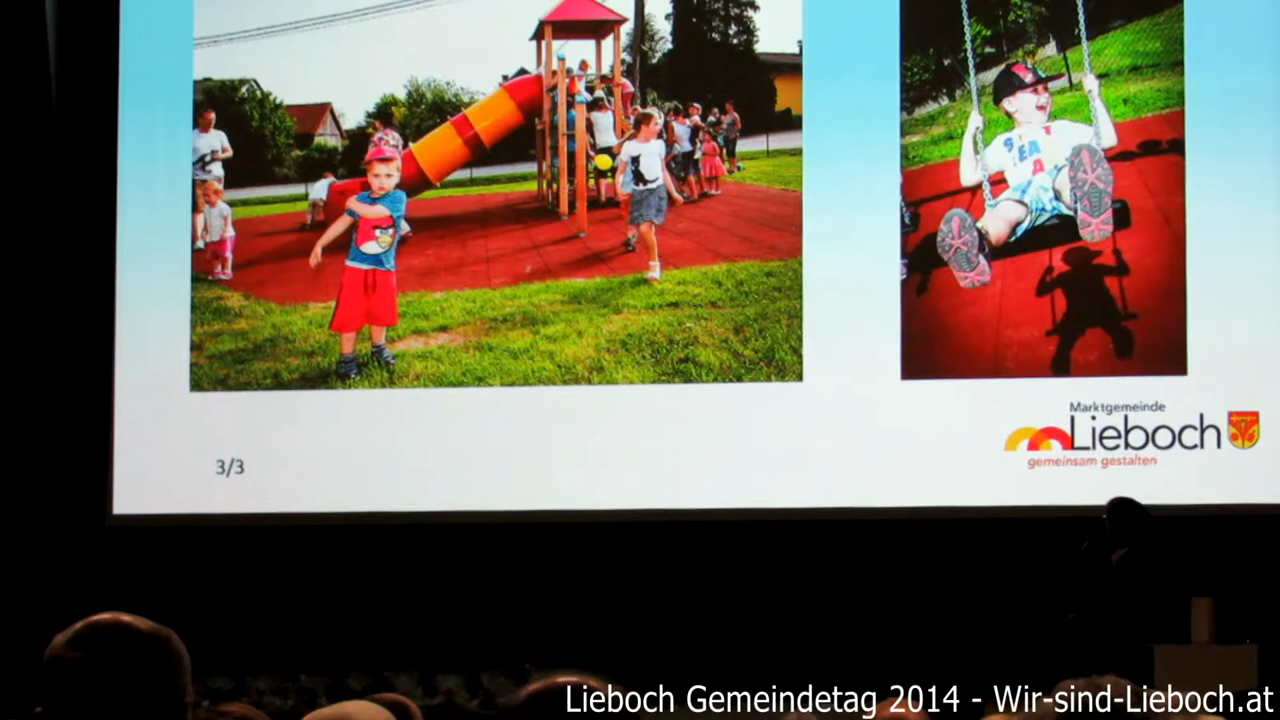 Marktgemeinde
Lieboch
gemeinsam gestalten
3/3
Lieboch Gemeindetag 2014 - Wir-sind-Lieboch.at